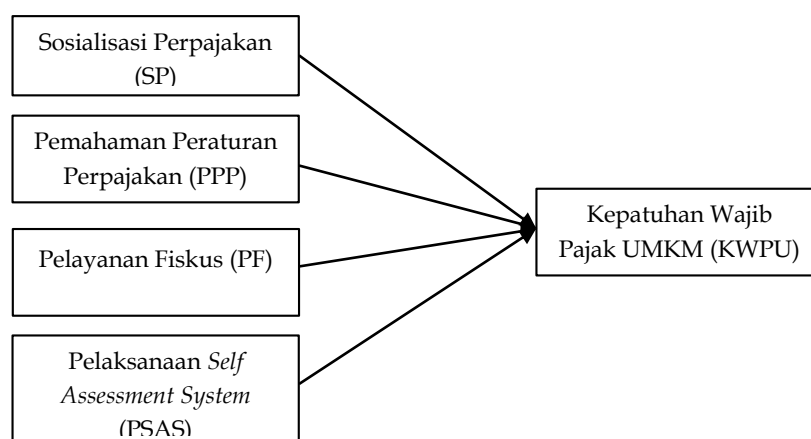 Sosialisasi Perpajakan
(SP)
Pemahaman Peraturan
Perpajakan (PPP)
Pelayanan Fiskus (PF)
Pelaksanaan Self
Assessment System
(PSAS)
Kepatuhan Wajib
Pajak UMKM (KWPU)